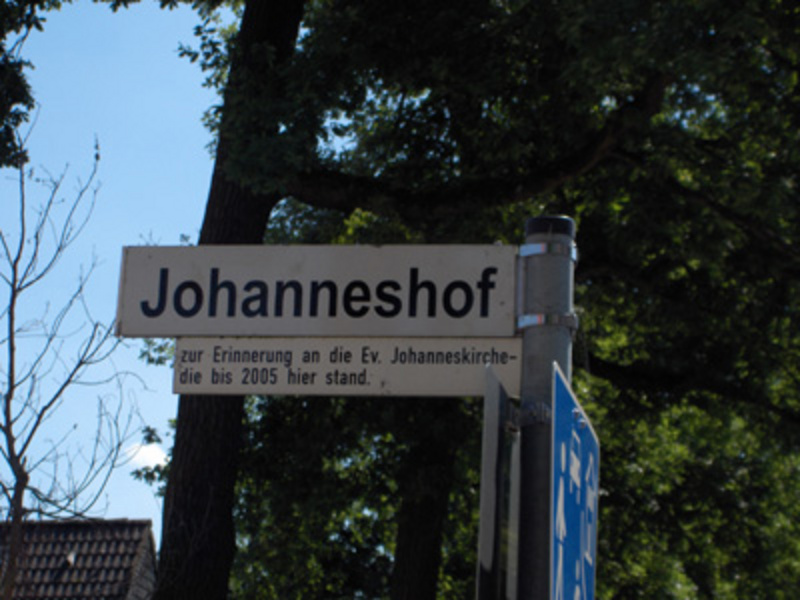 Johanneshof
zur Erinnerung an die Ev. Johanneskirche-
die bis 2005 hier stand.